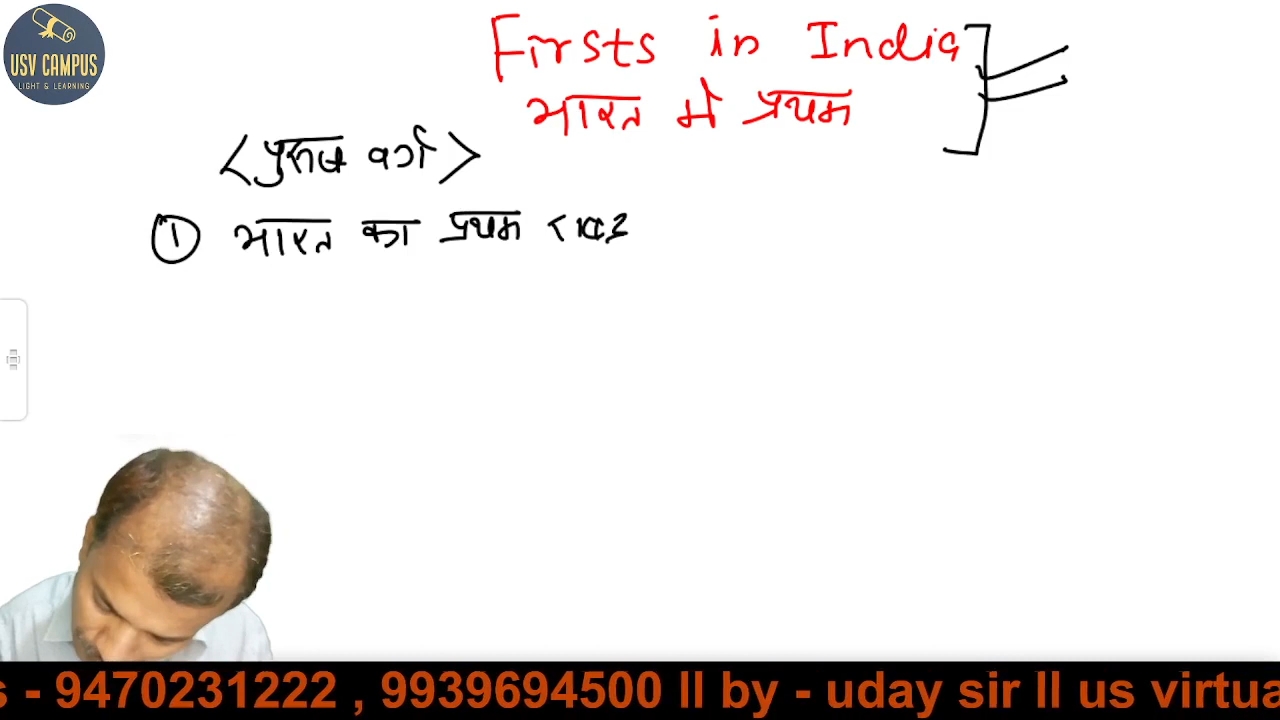 USV CAMPUS
LIGHT & LEARNING
Firsts in India
भारत में प्रथम
<पुरुष वर्ग>
① भारत का प्रथम
s - 9470231222 , 9939694500 ll by - uday sir ll us virtua